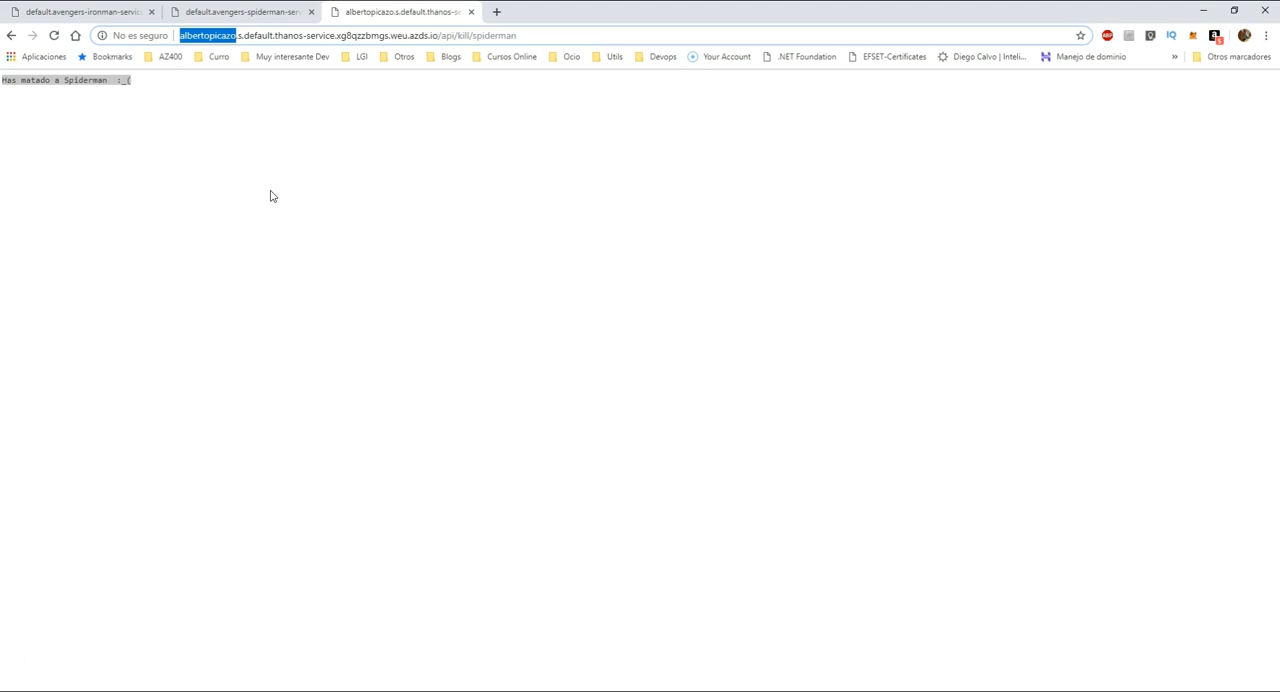 default.avengers-ironman-servic
default.avengers-spiderman-serv
albertopicazo.s.default.thanos-se
No es seguro
albertopicazo.s.default.thanos-service.xg8qzzbmgs.weu.azds.io/api/kill/spiderman
ABP
IQ
a
5
Aplicaciones
Bookmarks
AZ400
Curro
Muy interesante Dev
LGI
Otros
Blogs
Cursos Online
Ocio
Utils
Devops
Your Account
.NET Foundation
EFSET-Certificates
Diego Calvo | Inteli...
Manejo de dominio
»
Otros marcadores
Has matado a Spiderman :_(